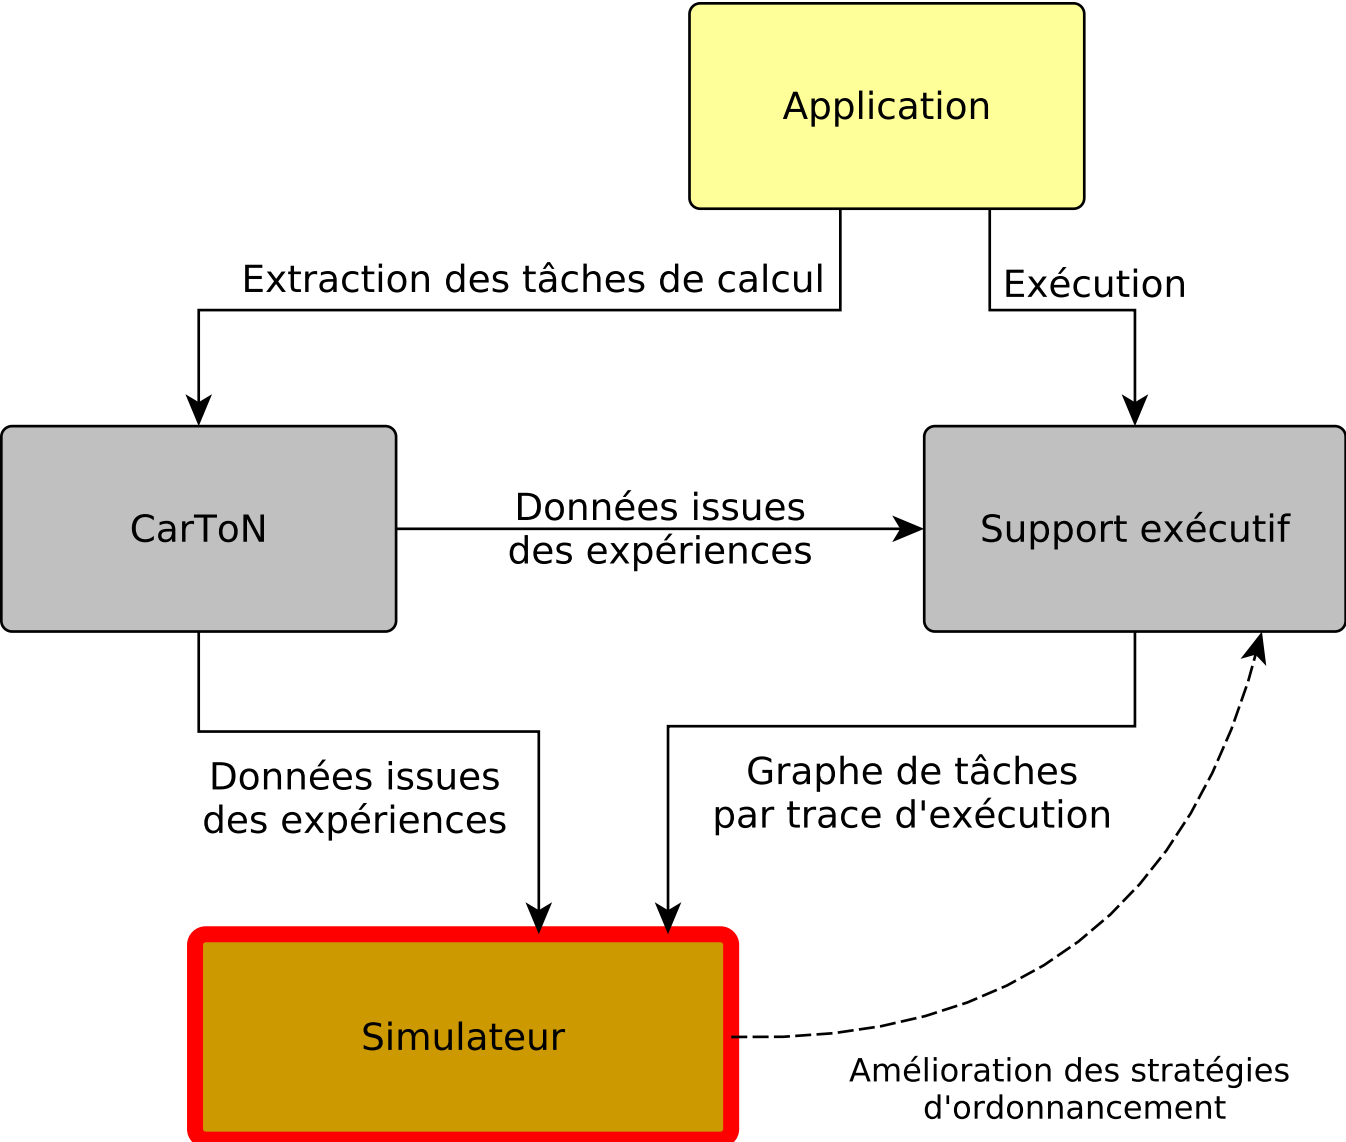 Application
Extraction des tâches de calcul
Exécution
CarToN
Données issues
des expériences
Support exécutif
Données issues
des expériences
Graphe de tâches
par trace d'exécution
Simulateur
Amélioration des stratégies
d'ordonnancement